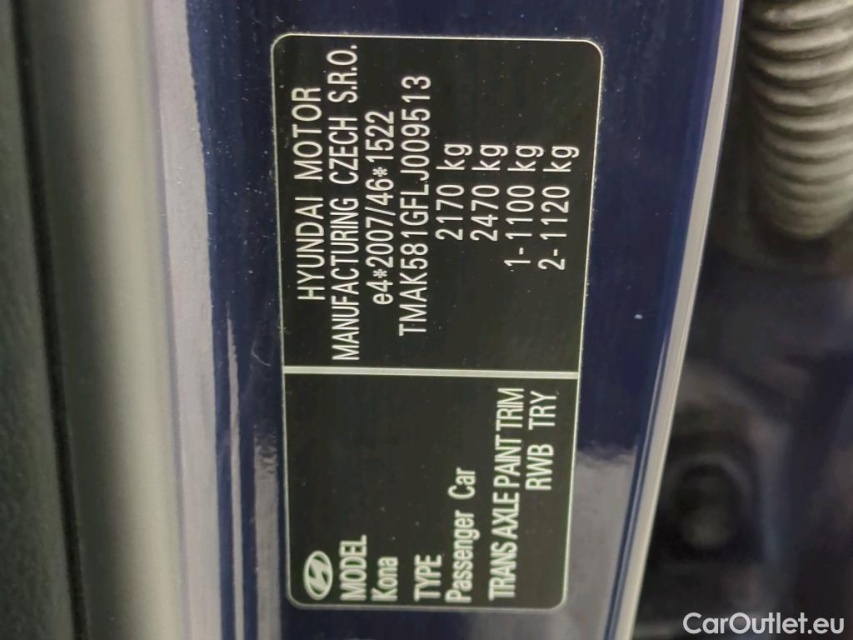 HYUNDAI MOTOR
MANUFACTURING CZECH S.R.O.
e4*2007/46*1522
TMAK581GFLJ009513
2170 kg
2470 kg
1- 1100 kg
2- 1120 kg
MODEL
Kona
TYPE
Passenger Car
TRANS AXLE PAINT TRIM
RWB TRY
CarOutlet.eu